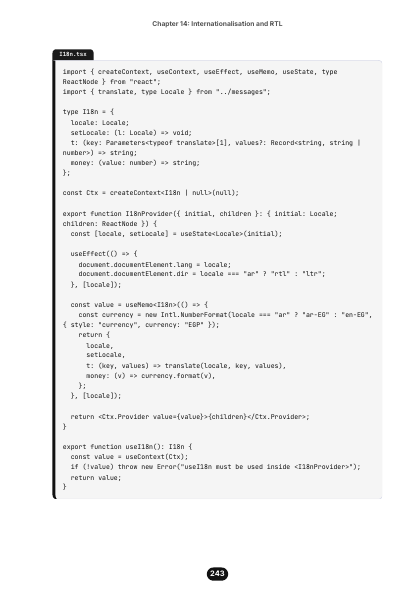 Chapter 14: Internationalisation and RTL
I18n.tsx
import { createContext, useContext, useEffect, useMemo, useState, type
ReactNode } from "react";
import { translate, type Locale } from "../messages";

type I18n = {
  locale: Locale;
  setLocale: (l: Locale) => void;
  t: (key: Parameters<typeof translate>[1], values?: Record<string, string |
number>) => string;
  money: (value: number) => string;
};

const Ctx = createContext<I18n | null>(null);

export function I18nProvider({ initial, children }: { initial: Locale;
children: ReactNode }) {
  const [locale, setLocale] = useState<Locale>(initial);

  useEffect(() => {
    document.documentElement.lang = locale;
    document.documentElement.dir = locale === "ar" ? "rtl" : "ltr";
  }, [locale]);

  const value = useMemo<I18n>(() => {
    const currency = new Intl.NumberFormat(locale === "ar" ? "ar-EG" : "en-EG",
{ style: "currency", currency: "EGP" });
    return {
      locale,
      setLocale,
      t: (key, values) => translate(locale, key, values),
      money: (v) => currency.format(v),
    };
  }, [locale]);

  return <Ctx.Provider value={value}>{children}</Ctx.Provider>;
}

export function useI18n(): I18n {
  const value = useContext(Ctx);
  if (!value) throw new Error("useI18n must be used inside <I18nProvider>");
  return value;
}
243